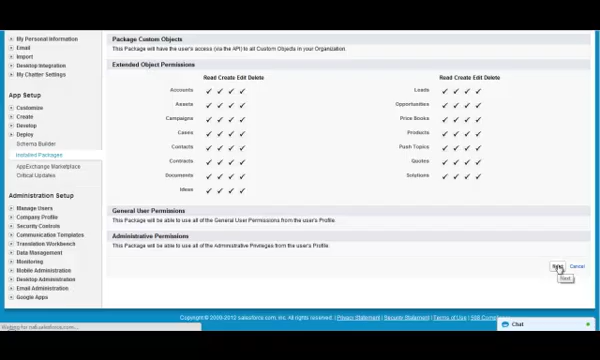 My Personal Information
Email
Import
Desktop Integration
My Chatter Settings
App Setup
Customize
Create
Develop
Deploy
Schema Builder
Installed Packages
AppExchange Marketplace
Critical Updates
Administration Setup
Manage Users
Company Profile
Security Controls
Communication Templates
Translation Workbench
Data Management
Monitoring
Mobile Administration
Desktop Administration
Email Administration
Google Apps
Package Custom Objects
This Package will have the user's access (via the API) to all Custom Objects in your Organization.
Extended Object Permissions
Read Create Edit Delete
Accounts
Assets
Campaigns
Cases
Contacts
Contracts
Documents
Ideas
Read Create Edit Delete
Leads
Opportunities
Price Books
Products
Push Topics
Quotes
Solutions
General User Permissions
This Package will be able to use all of the General User Permissions from the user's Profile.
Administrative Permissions
This Package will be able to use all of the Administrative Privileges from the user's Profile.
Next Cancel
Next
Copyright © 2000-2012 salesforce.com, inc. All rights reserved. | Privacy Statement | Security Statement | Terms of Use | 508
Chat
Waiting for na8.salesforce.com...